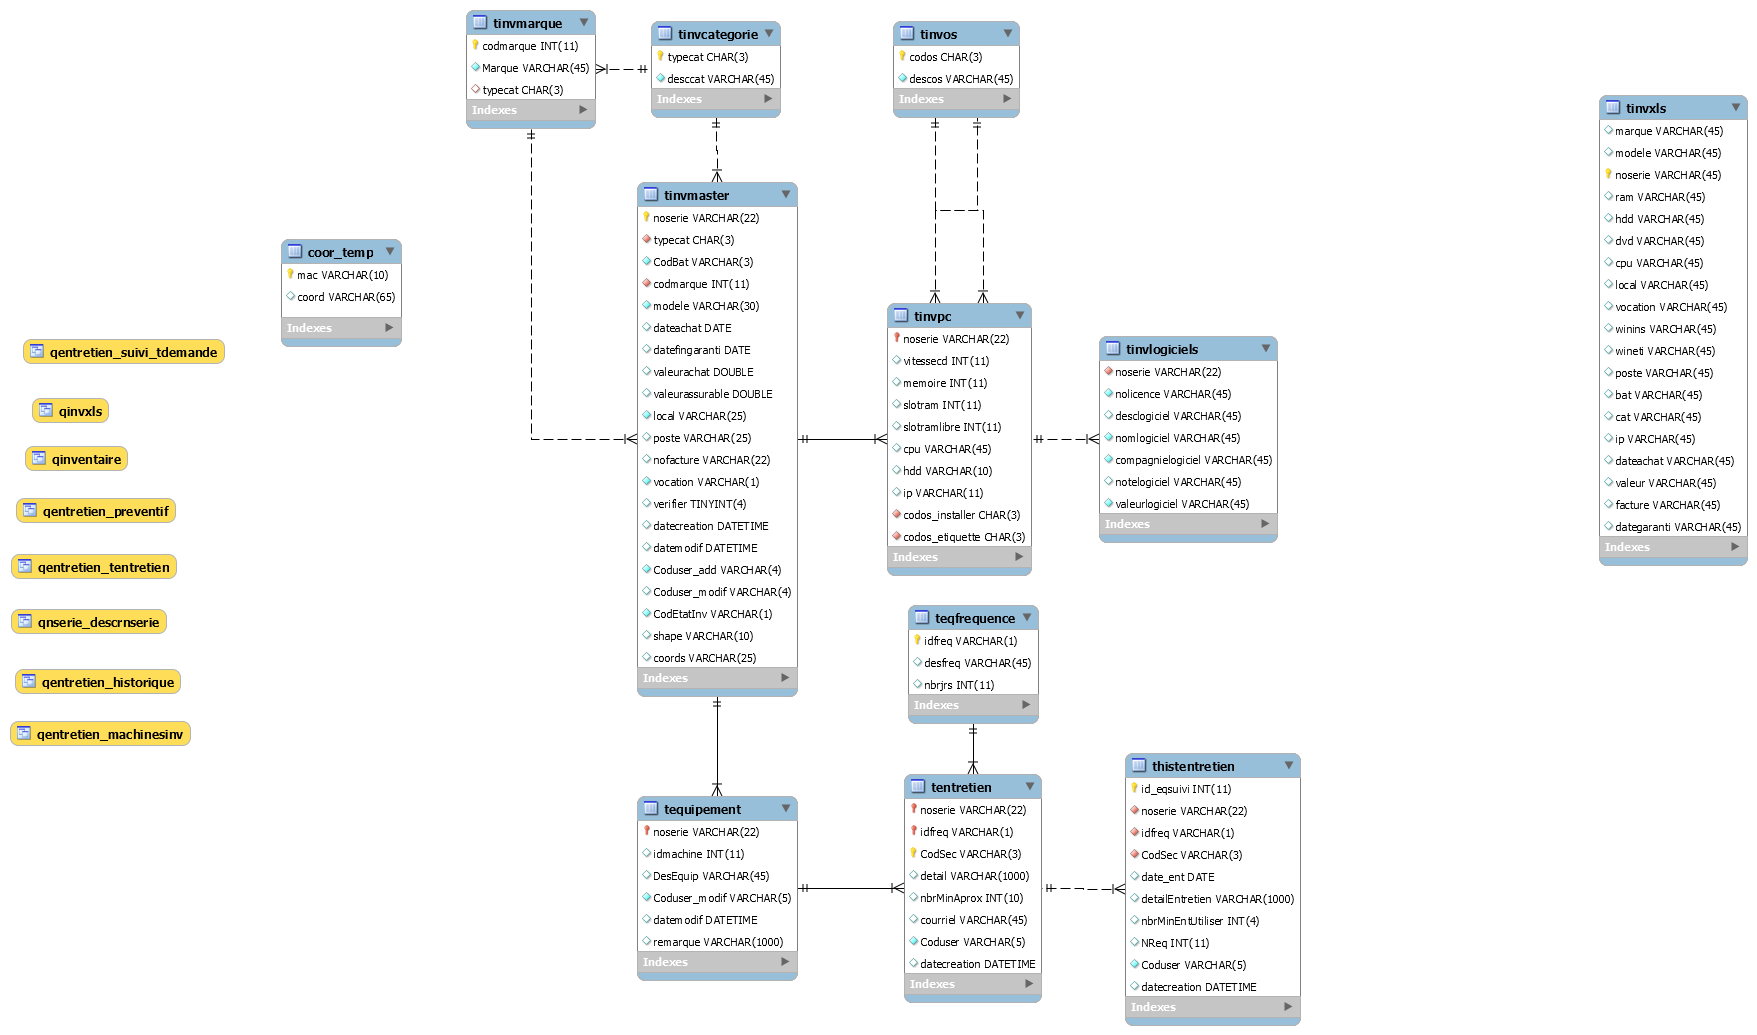 tinvmarque
codmarque INT(11)
Marque VARCHAR(45)
typecat CHAR(3)
Indexes
tinvcategorie
typecat CHAR(3)
desccat VARCHAR(45)
Indexes
tinvos
codos CHAR(3)
descos VARCHAR(45)
Indexes
tinvxls
marque VARCHAR(45)
modele VARCHAR(45)
noserie VARCHAR(45)
ram VARCHAR(45)
hdd VARCHAR(45)
dvd VARCHAR(45)
cpu VARCHAR(45)
local VARCHAR(45)
vocation VARCHAR(45)
winins VARCHAR(45)
wineti VARCHAR(45)
poste VARCHAR(45)
bat VARCHAR(45)
cat VARCHAR(45)
ip VARCHAR(45)
dateachat VARCHAR(45)
valeur VARCHAR(45)
facture VARCHAR(45)
dategaranti VARCHAR(45)
Indexes
coor_temp
mac VARCHAR(10)
coord VARCHAR(65)
Indexes
tinvmaster
noserie VARCHAR(22)
typecat CHAR(3)
CodBat VARCHAR(3)
codmarque INT(11)
modele VARCHAR(30)
dateachat DATE
datefingaranti DATE
valeurachat DOUBLE
valeurassurable DOUBLE
local VARCHAR(25)
poste VARCHAR(25)
nofacture VARCHAR(22)
vocation VARCHAR(1)
verifier TINYINT(4)
datecreation DATETIME
datemodif DATETIME
Coduser_add VARCHAR(4)
Coduser_modif VARCHAR(4)
CodEtatInv VARCHAR(1)
shape VARCHAR(10)
coords VARCHAR(25)
Indexes
tinvpc
noserie VARCHAR(22)
vitessecd INT(11)
memoire INT(11)
slotram INT(11)
slotramlibre INT(11)
cpu VARCHAR(45)
hdd VARCHAR(10)
ip VARCHAR(11)
codos_installer CHAR(3)
codos_etiquette CHAR(3)
Indexes
tinvlogiciels
noserie VARCHAR(22)
nolicence VARCHAR(45)
desclogiciel VARCHAR(45)
nomlogiciel VARCHAR(45)
compagnielogiciel VARCHAR(45)
notelogiciel VARCHAR(45)
valeurlogiciel VARCHAR(45)
Indexes
qentretien_suivi_tdemande
qinvxls
qinventaire
qentretien_preventif
qentretien_tentretien
qnserie_descrnserie
qentretien_historique
qentretien_machinesinv
teqfrequence
idfreq VARCHAR(1)
desfreq VARCHAR(45)
nbrjrs INT(11)
Indexes
tequipement
noserie VARCHAR(22)
idmachine INT(11)
DesEquip VARCHAR(45)
Coduser_modif VARCHAR(5)
datemodif DATETIME
remarque VARCHAR(1000)
Indexes
tentretien
noserie VARCHAR(22)
idfreq VARCHAR(1)
CodSec VARCHAR(3)
detail VARCHAR(1000)
nbrMinAprox INT(10)
courriel VARCHAR(45)
Coduser VARCHAR(5)
datecreation DATETIME
Indexes
thistentretien
id_eqsuivi INT(11)
noserie VARCHAR(22)
idfreq VARCHAR(1)
CodSec VARCHAR(3)
date_ent DATE
detailEntretien VARCHAR(1000)
nbrMinEntUtiliser INT(4)
NReq INT(11)
Coduser VARCHAR(5)
datecreation DATETIME
Indexes